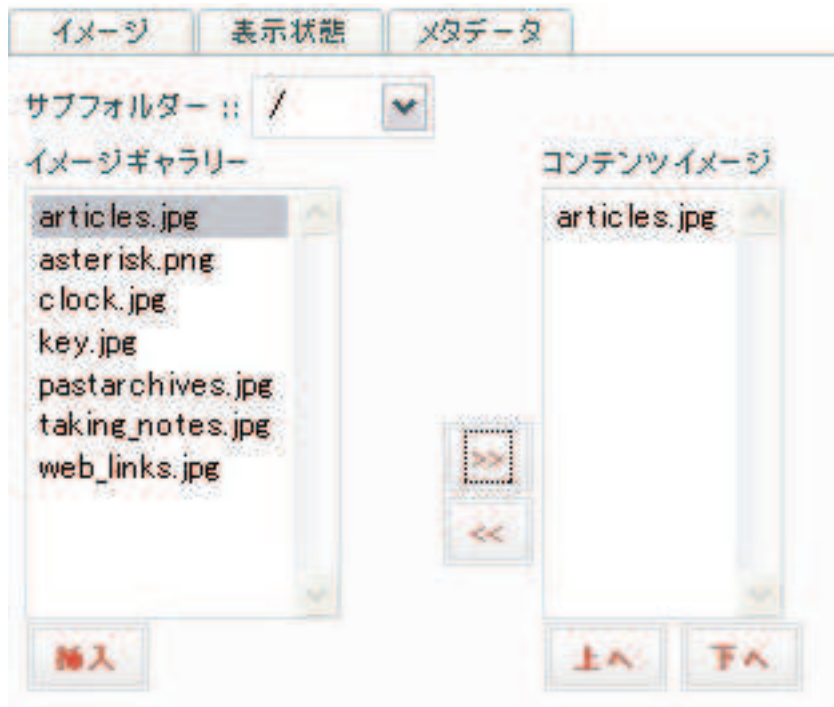 イメージ 表示状態 メタデータ
サブフォルダー :: /
イメージギャラリー
articles.jpg
asterisk.png
clock.jpg
key.jpg
pastarchives.jpg
taking_notes.jpg
web_links.jpg
挿入
>>
<<
コンテンツイメージ
articles.jpg
上へ 下へ